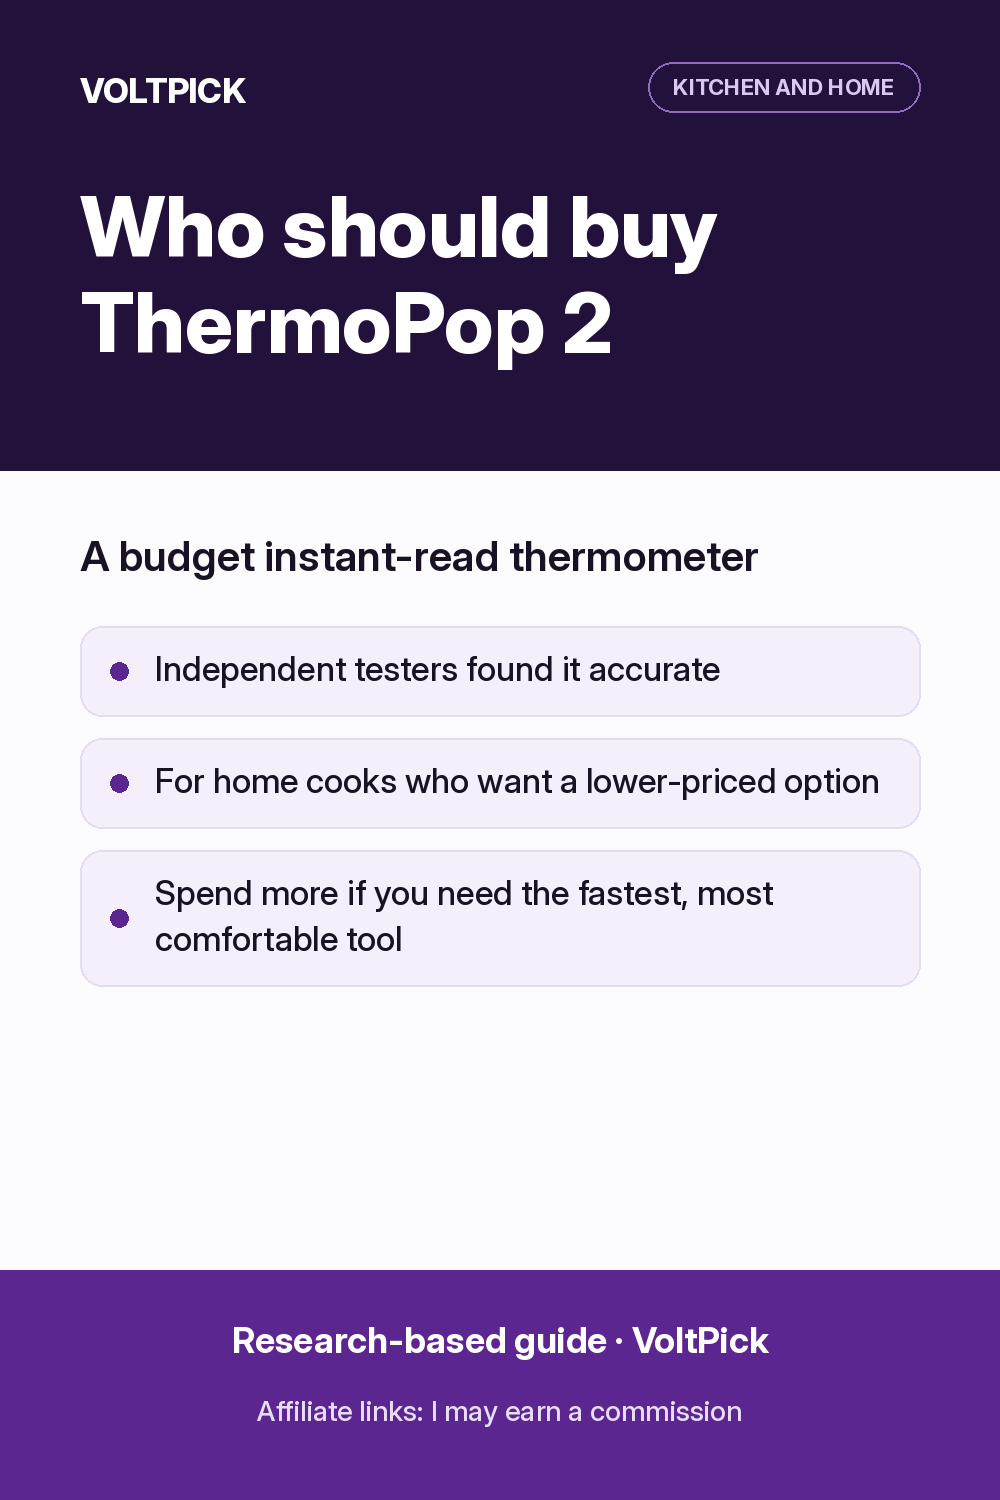 VOLTPICK
KITCHEN AND HOME
Who should buy
ThermoPop 2
A budget instant-read thermometer
Independent testers found it accurate
For home cooks who want a lower-priced option
Spend more if you need the fastest, most
comfortable tool
Research-based guide · VoltPick
Affiliate links: I may earn a commission